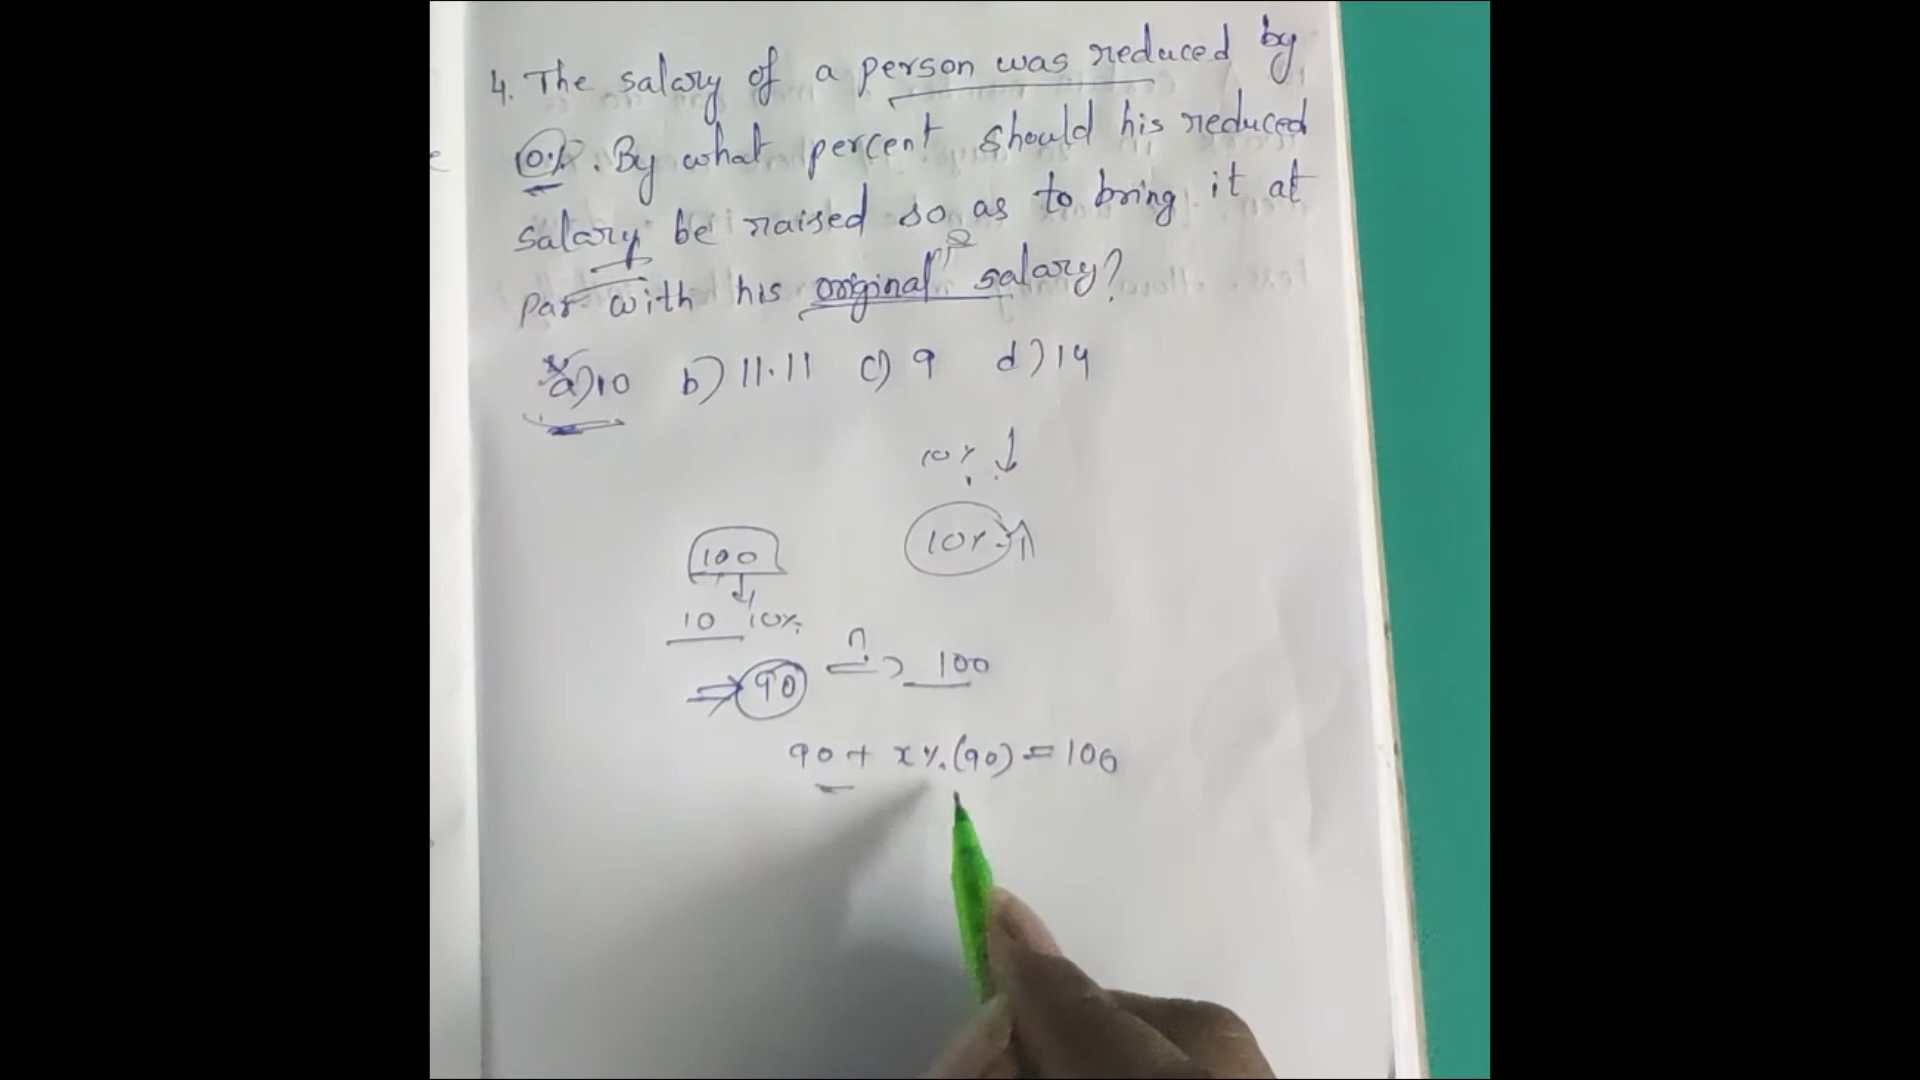 4. The salary of a person was reduced by
10%. By what percent should his reduced
salary be raised so as to bring it at
par with his original salary?
a) 10 b) 11.11 c) 9 d) 14
10% ↓
100 10% ↑
10 10%
⇒ 90 ? => 100
90 + x%(90) = 100